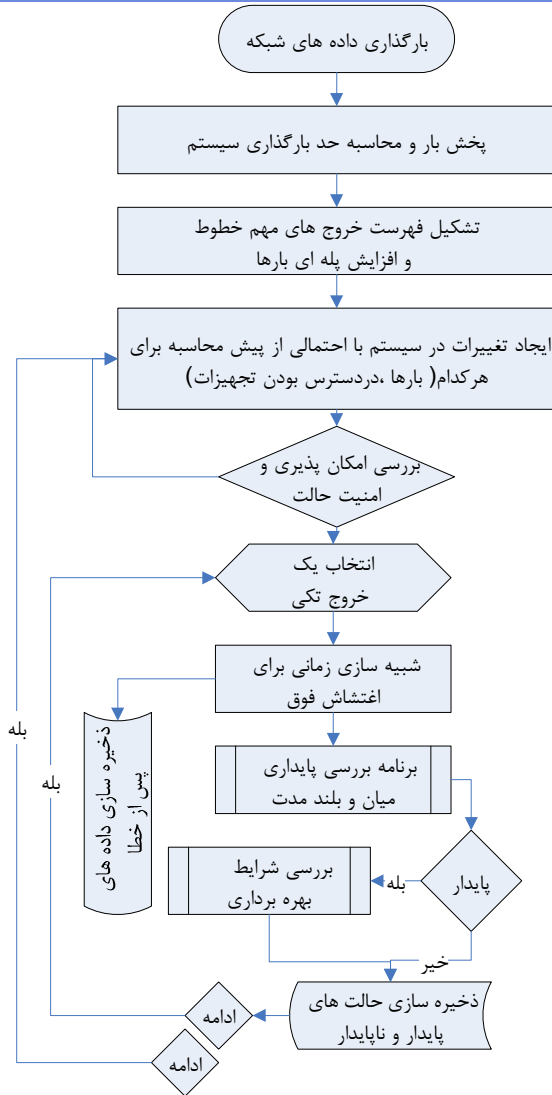 بارگذاری داده های شبکه
پخش بار و محاسبه حد بارگذاری سیستم
تشکیل فهرست خروج های مهم خطوط
و افزایش پله ای بارها
ایجاد تغییرات در سیستم با احتمالی از پیش محاسبه برای
هرکدام( بارها ،دردسترس بودن تجهیزات)
بررسی امکان پذیری و
امنیت حالت
انتخاب یک
خروج تکی
شبیه سازی زمانی برای
اغتشاش فوق
ذخیره سازی داده های
پس از خطا
برنامه بررسی پایداری
میان و بلند مدت
پایدار
بله
بررسی شرایط
بهره برداری
خیر
ذخیره سازی حالت های
پایدار و ناپایدار
ادامه
بله
ادامه
بله